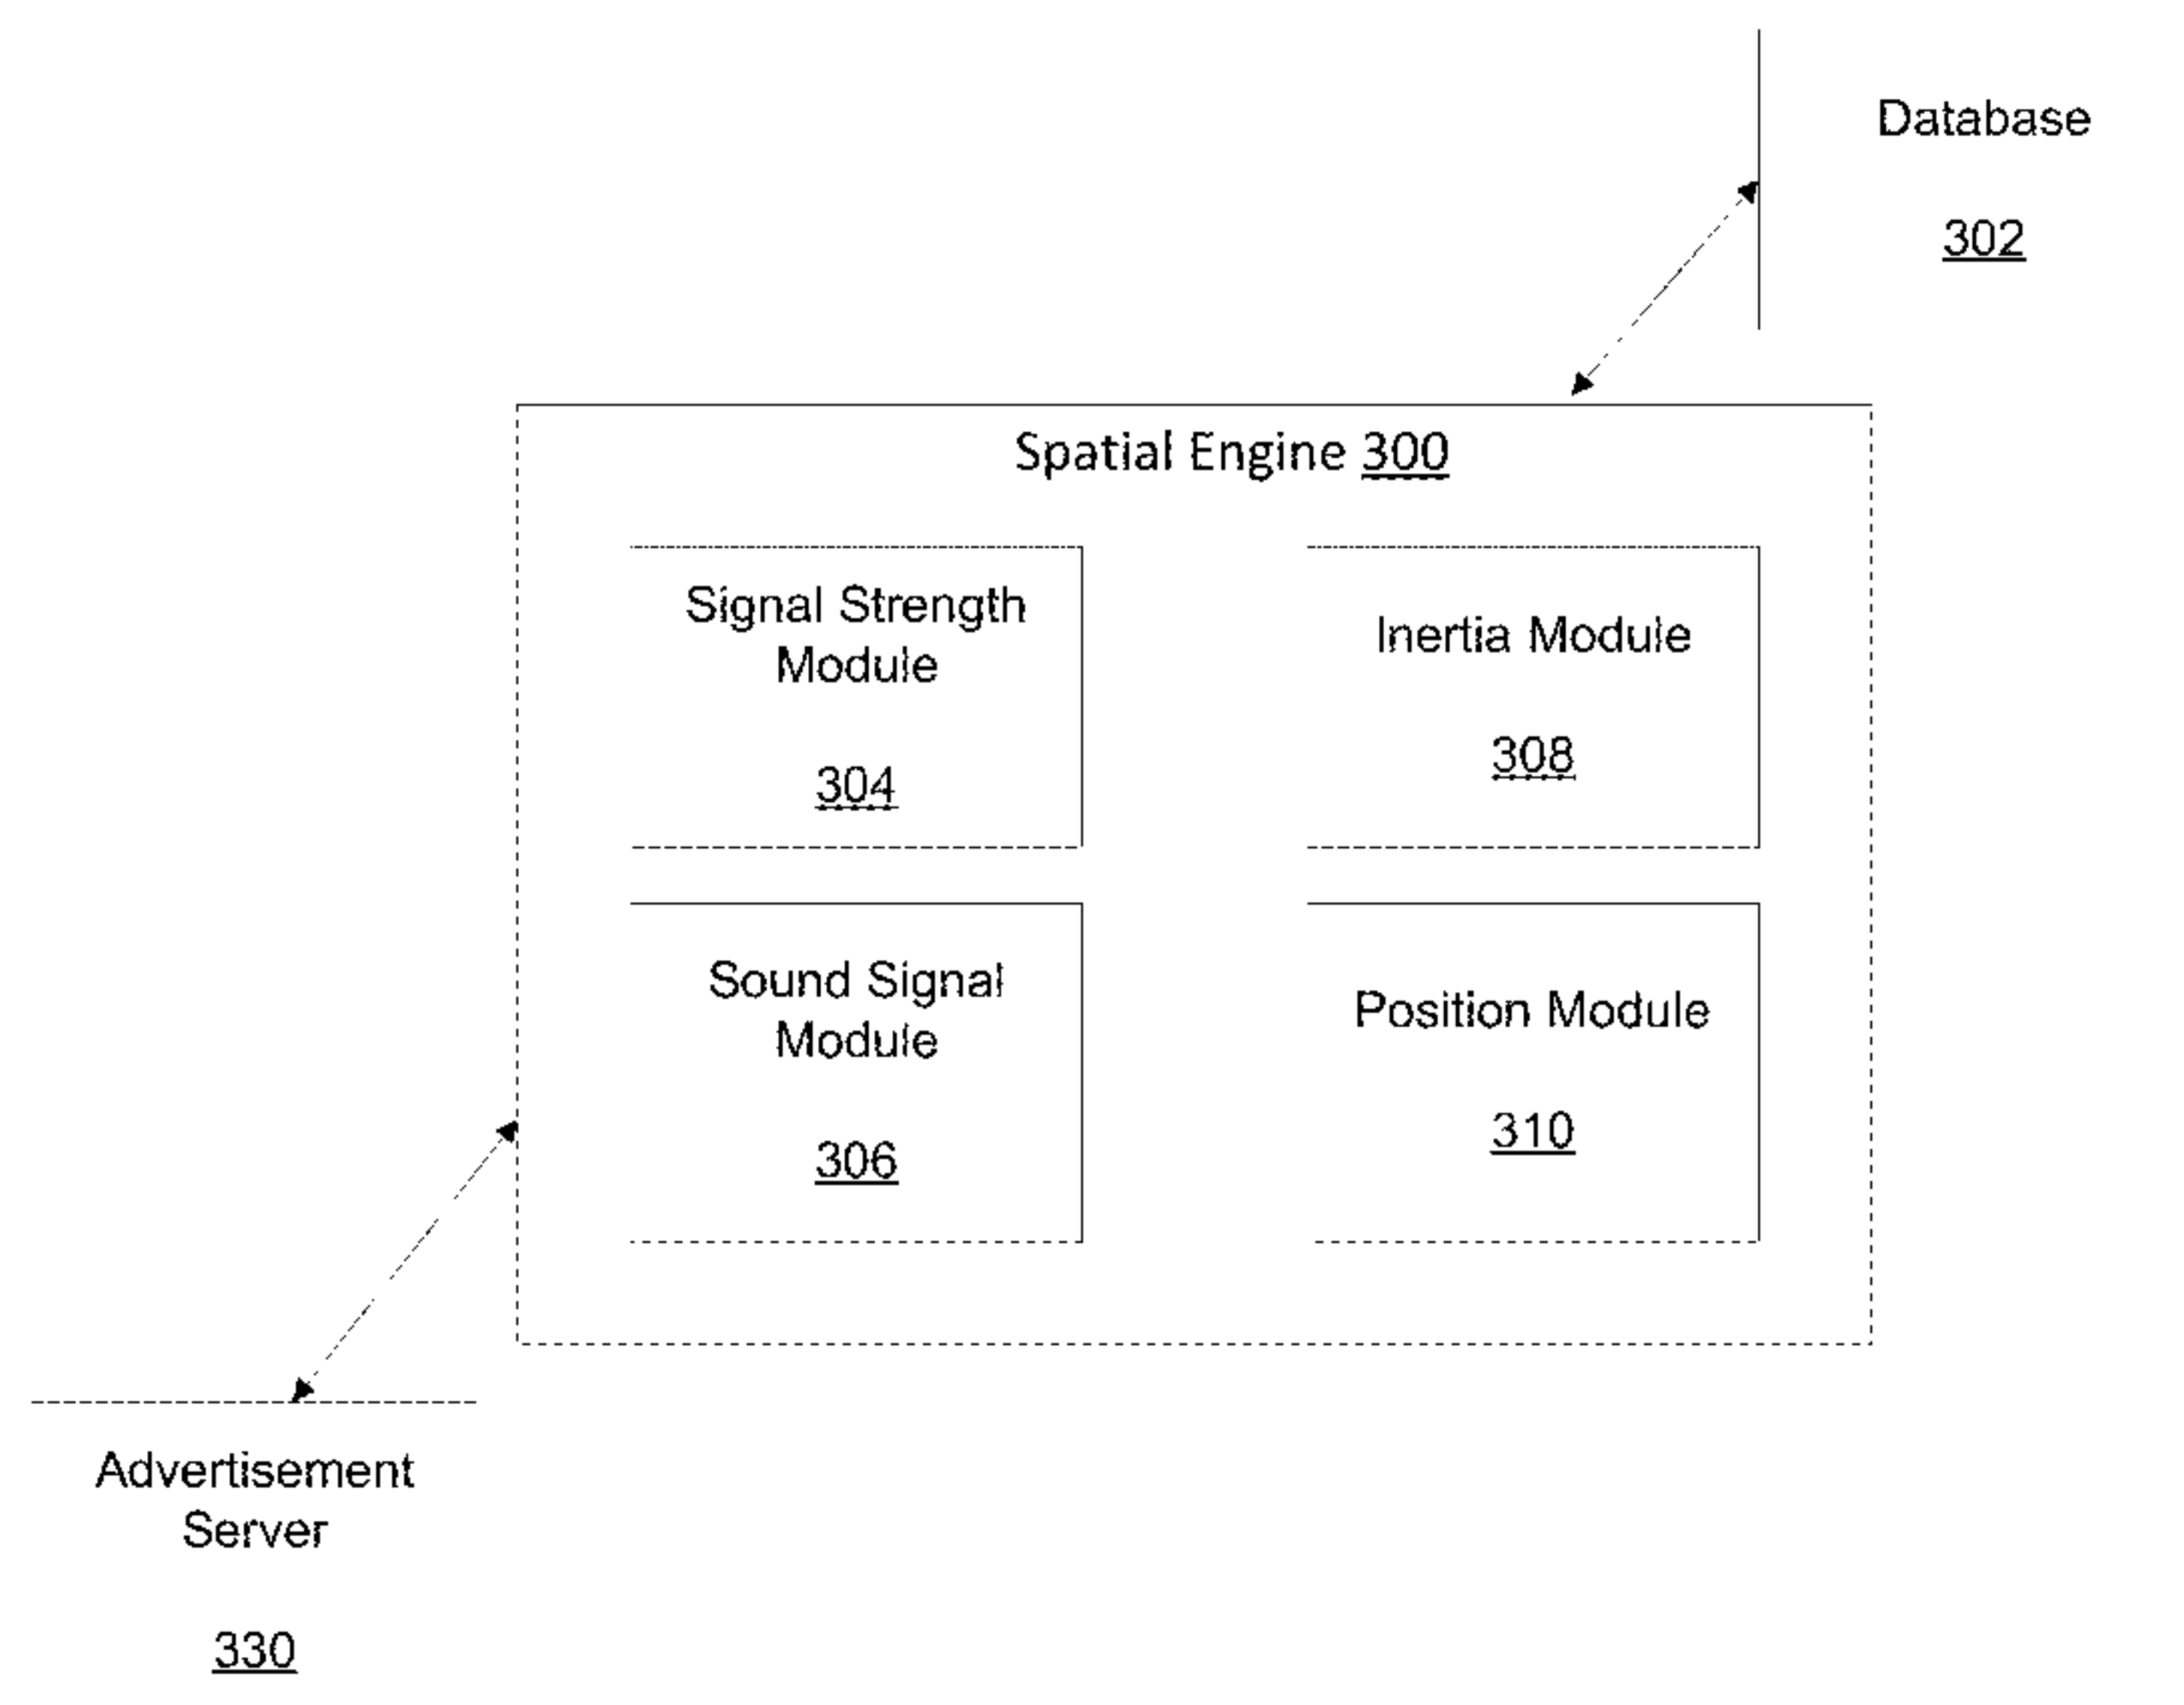 Database
302
Spatial Engine 300
Signal Strength
Module
304
Inertia Module
308
Sound Signal
Module
306
Position Module
310
Advertisement
Server
330